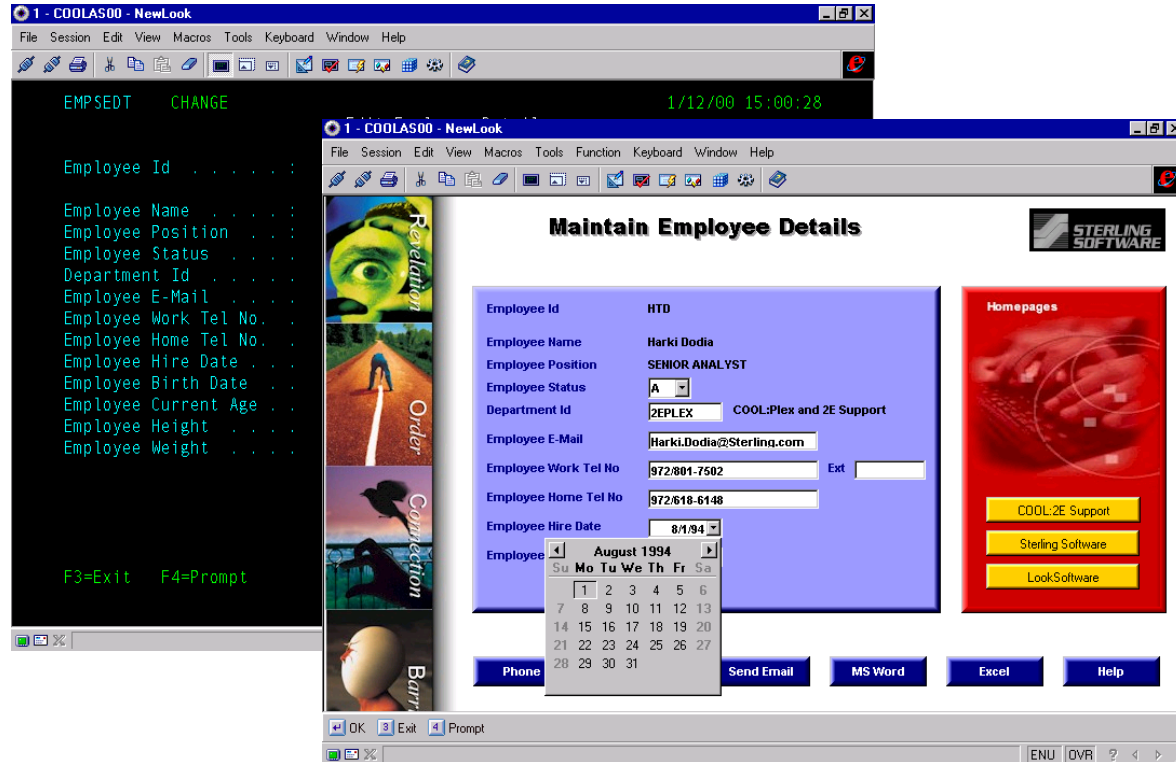 1 - COOLAS00 - NewLook
File Session Edit View Macros Tools Keyboard Window Help
EMPSEDT CHANGE 1/12/00 15:00:28
Employee Id . . . . . :
Employee Name . . . . :
Employee Position . . :
Employee Status . . . .
Department Id . . . . .
Employee E-Mail . . . .
Employee Work Tel No. .
Employee Home Tel No. .
Employee Hire Date . . .
Employee Birth Date . .
Employee Current Age . .
Employee Height . . . .
Employee Weight . . . .
F3=Exit F4=Prompt
1 - COOLAS00 - NewLook
File Session Edit View Macros Tools Function Keyboard Window Help
Revelation
Order
Connection
Maintain Employee Details
STERLING
SOFTWARE
Employee Id HTD
Employee Name Harki Dodia
Employee Position SENIOR ANALYST
Employee Status A
Department Id 2EPLEX COOL:Plex and 2E Support
Employee E-Mail Harki.Dodia@Sterling.com
Employee Work Tel No 972/801-7502 Ext
Employee Home Tel No 972/618-6148
Employee Hire Date 8/1/94
Employee
August 1994
Su Mo Tu We Th Fr Sa
1 2 3 4 5 6
7 8 9 10 11 12 13
14 15 16 17 18 19 20
21 22 23 24 25 26 27
28 29 30 31
Homepages
COOL:2E Support
Sterling Software
LookSoftware
Phone Send Email MS Word Excel Help
OK 3 Exit 4 Prompt
ENU OVR ?